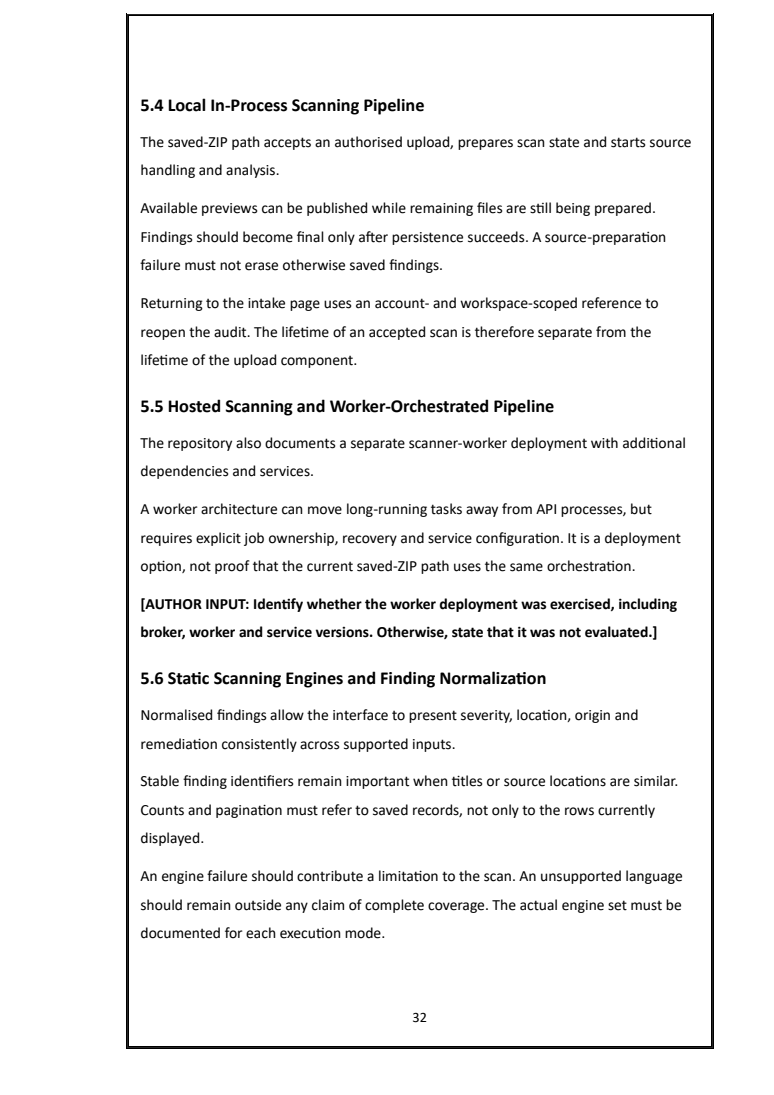 5.4 Local In-Process Scanning Pipeline
The saved-ZIP path accepts an authorised upload, prepares scan state and starts source
handling and analysis.
Available previews can be published while remaining files are still being prepared.
Findings should become final only after persistence succeeds. A source-preparation
failure must not erase otherwise saved findings.
Returning to the intake page uses an account- and workspace-scoped reference to
reopen the audit. The lifetime of an accepted scan is therefore separate from the
lifetime of the upload component.
5.5 Hosted Scanning and Worker-Orchestrated Pipeline
The repository also documents a separate scanner-worker deployment with additional
dependencies and services.
A worker architecture can move long-running tasks away from API processes, but
requires explicit job ownership, recovery and service configuration. It is a deployment
option, not proof that the current saved-ZIP path uses the same orchestration.
[AUTHOR INPUT: Identify whether the worker deployment was exercised, including
broker, worker and service versions. Otherwise, state that it was not evaluated.]
5.6 Static Scanning Engines and Finding Normalization
Normalised findings allow the interface to present severity, location, origin and
remediation consistently across supported inputs.
Stable finding identifiers remain important when titles or source locations are similar.
Counts and pagination must refer to saved records, not only to the rows currently
displayed.
An engine failure should contribute a limitation to the scan. An unsupported language
should remain outside any claim of complete coverage. The actual engine set must be
documented for each execution mode.
32